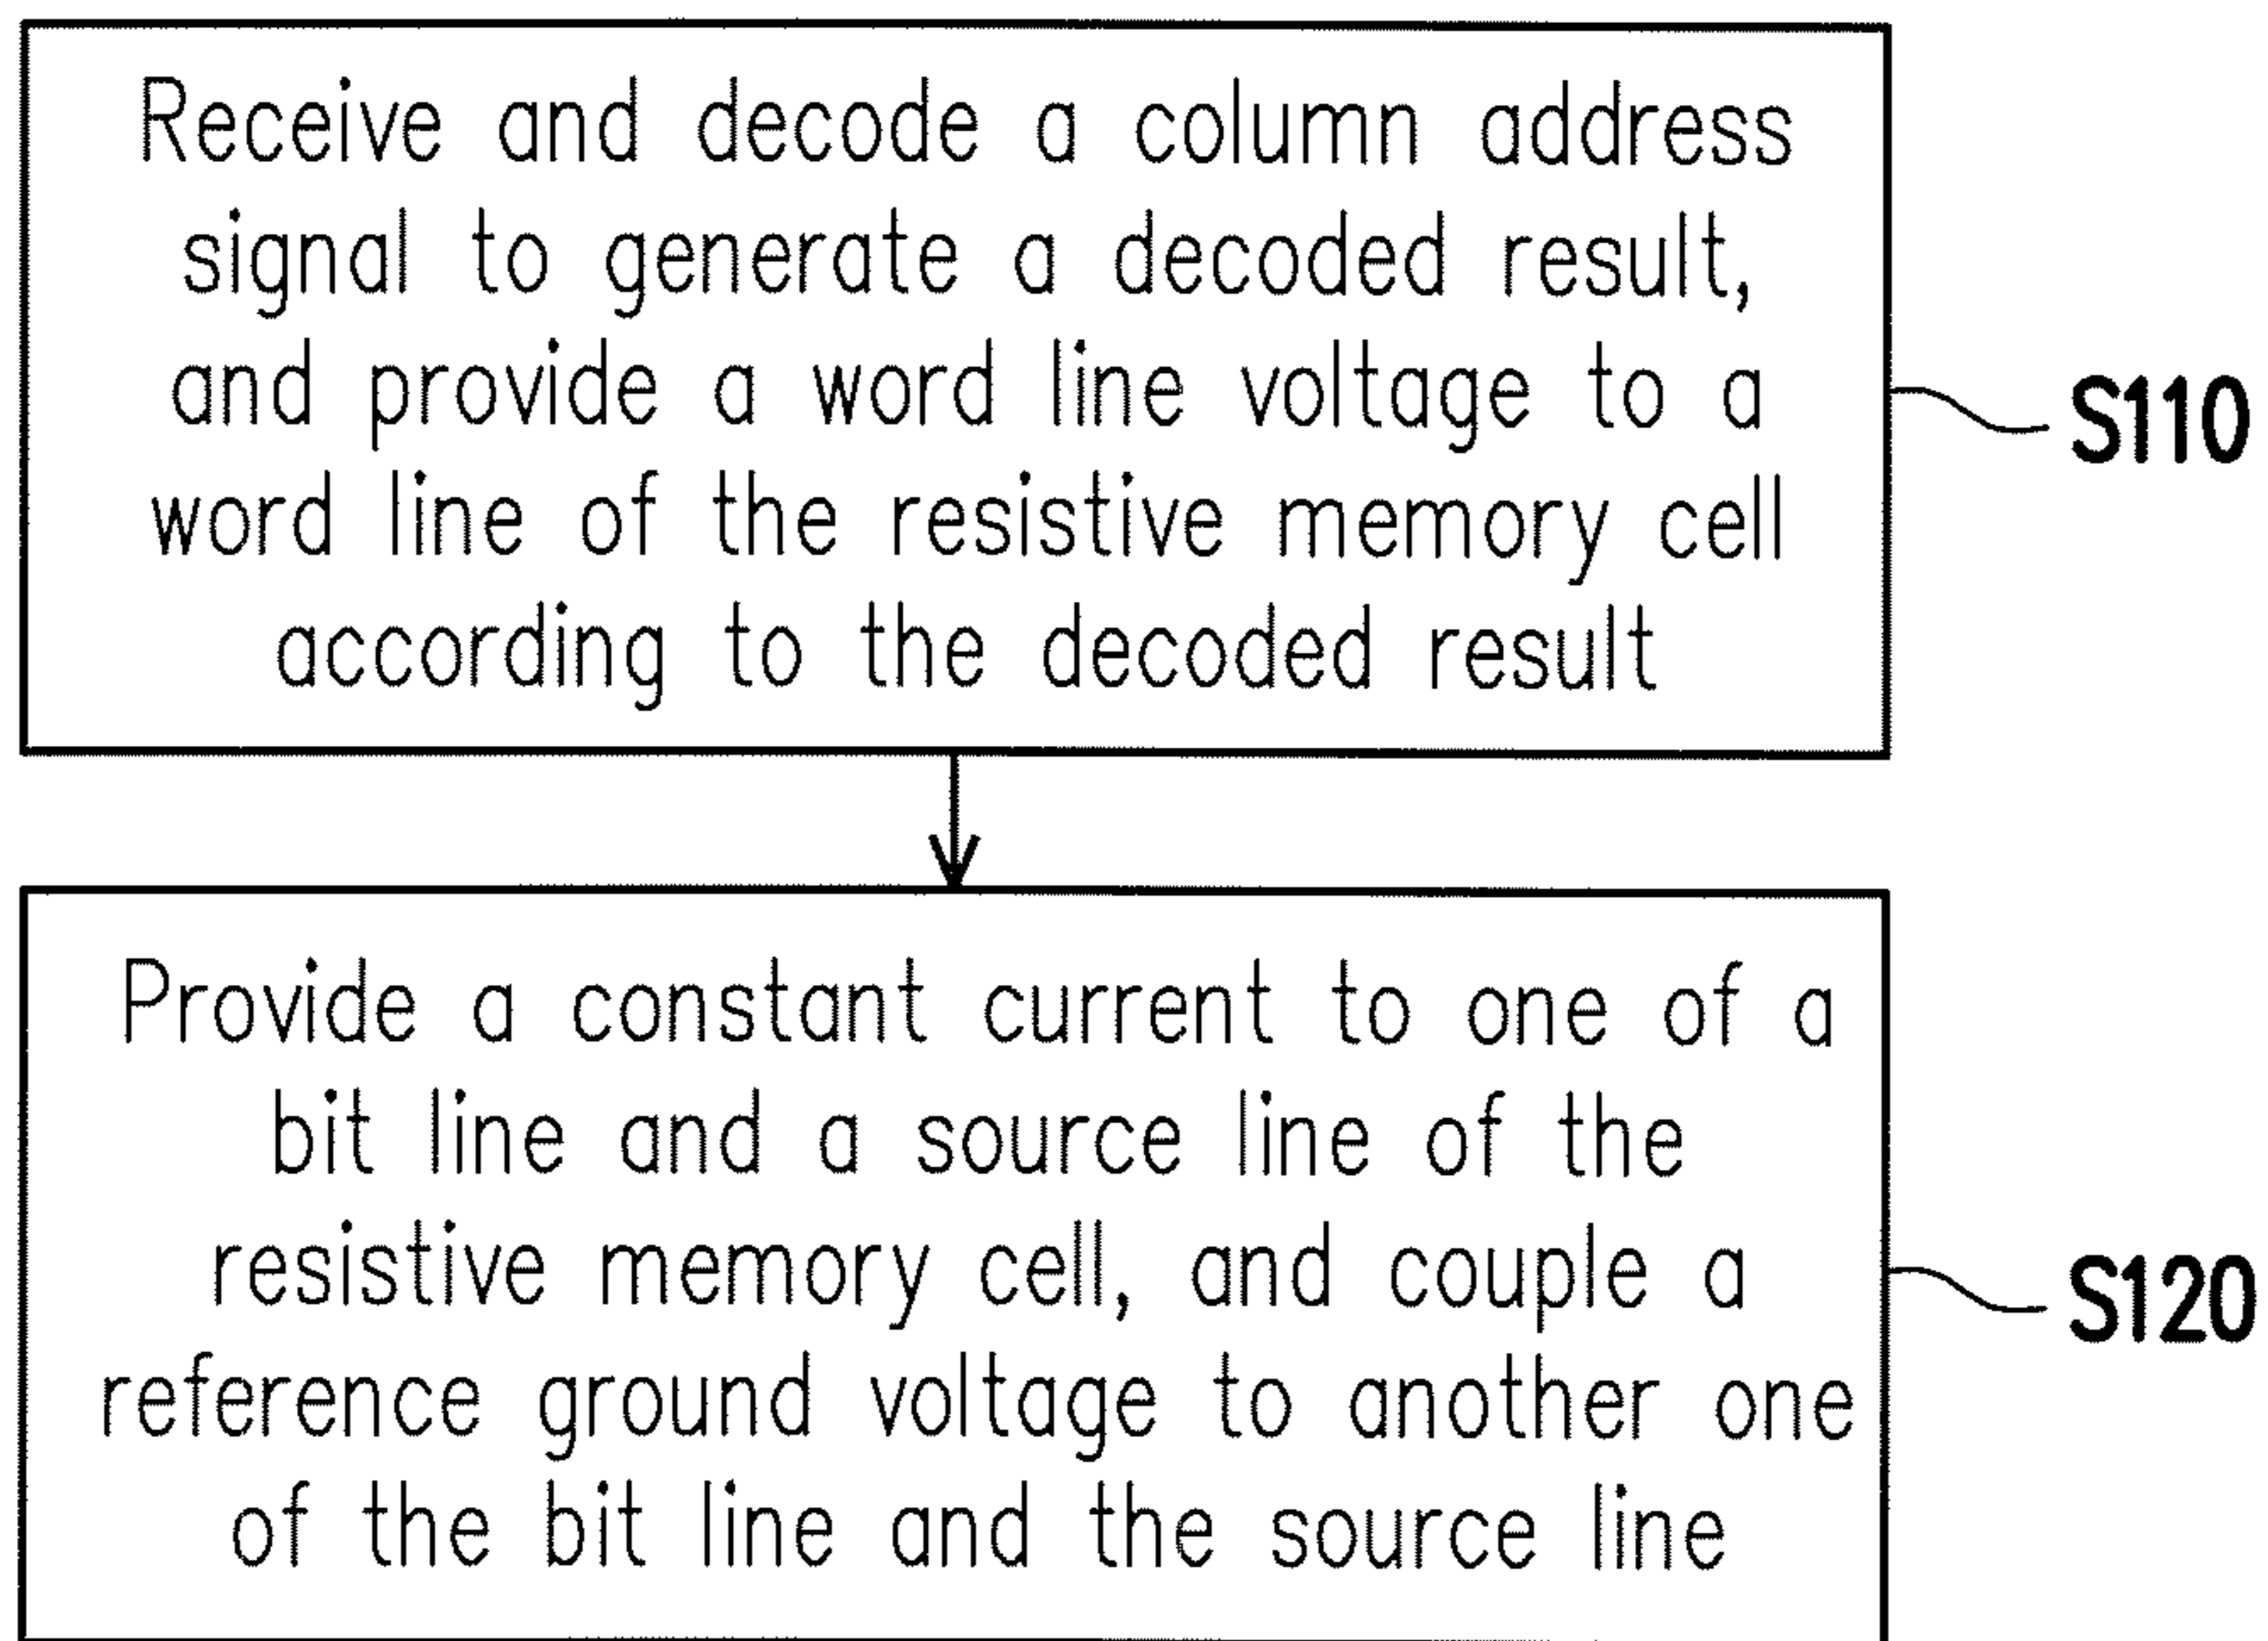 Receive and decode a column address
signal to generate a decoded result,
and provide a word line voltage to a
word line of the resistive memory cell
according to the decoded result
S110
Provide a constant current to one of a
bit line and a source line of the
resistive memory cell, and couple a
reference ground voltage to another one
of the bit line and the source line
S120